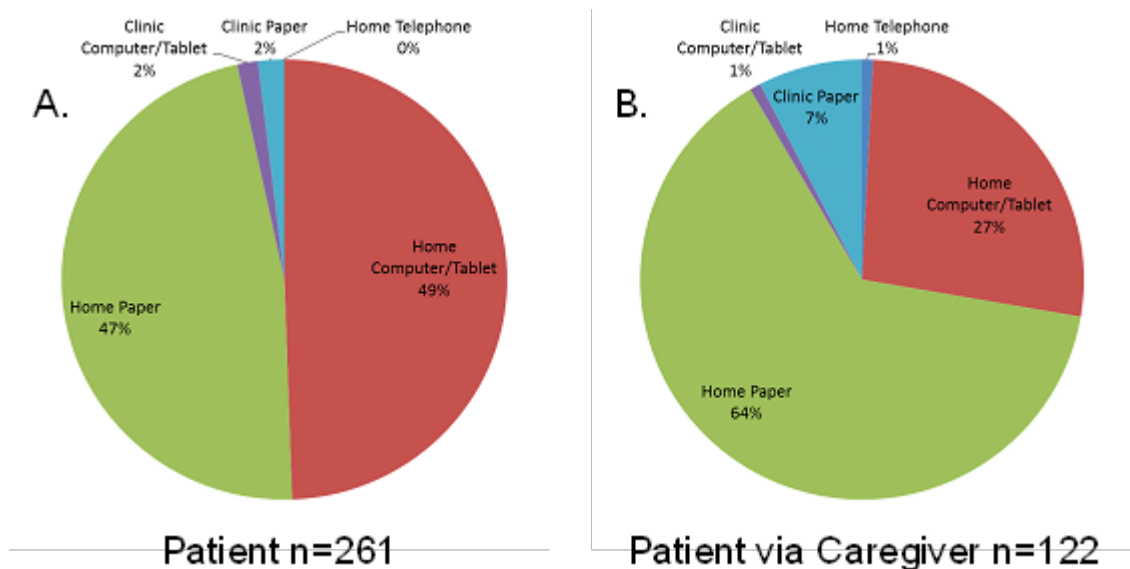 A.
Clinic
Computer/Tablet
2%
Clinic Paper
2%
Home Telephone
0%
Home
Computer/Tablet
49%
Home Paper
47%
Patient n=261
B.
Clinic
Computer/Tablet
1%
Home Telephone
1%
Clinic Paper
7%
Home
Computer/Tablet
27%
Home Paper
64%
Patient via Caregiver n=122